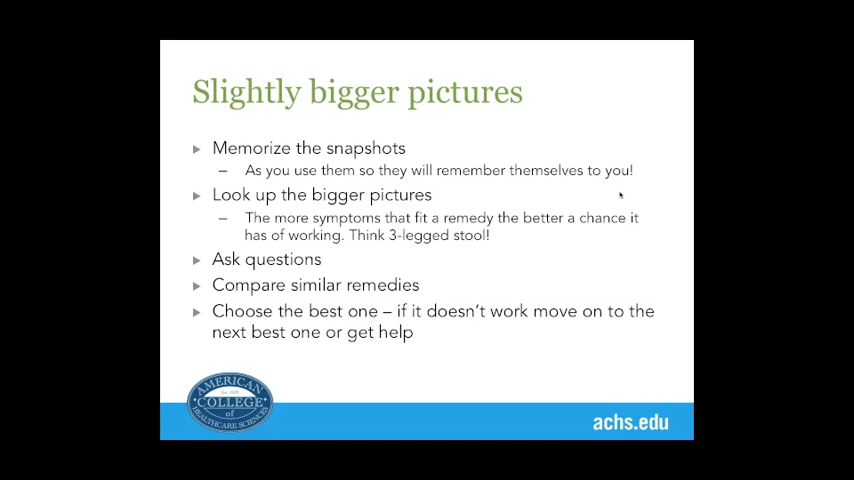 Slightly bigger pictures
Memorize the snapshots
– As you use them so they will remember themselves to you!
Look up the bigger pictures
– The more symptoms that fit a remedy the better a chance it
has of working. Think 3-legged stool!
Ask questions
Compare similar remedies
Choose the best one – if it doesn't work move on to the
next best one or get help
AMERICAN
COLLEGE
of
HEALTHCARE SCIENCES
achs.edu